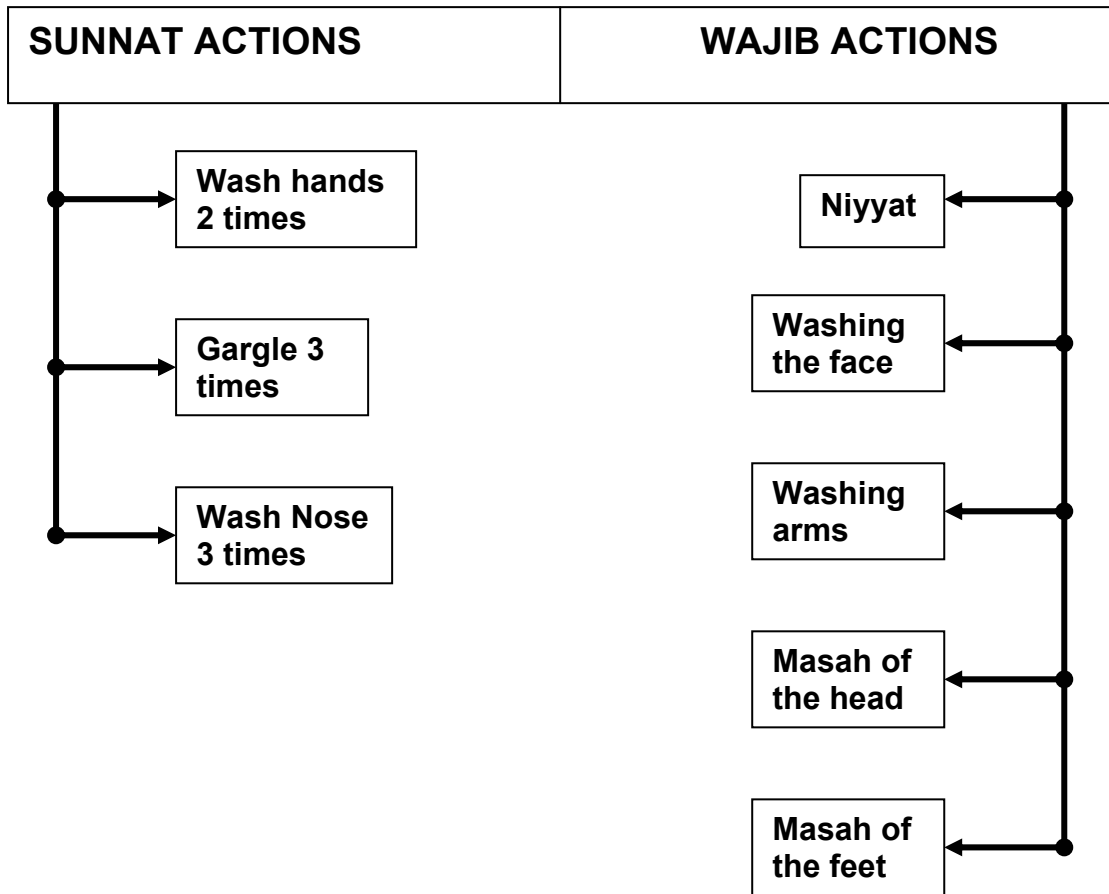 SUNNAT ACTIONS
WAJIB ACTIONS
Wash hands
2 times
Gargle 3
times
Wash Nose
3 times
Niyyat
Washing
the face
Washing
arms
Masah of
the head
Masah of
the feet